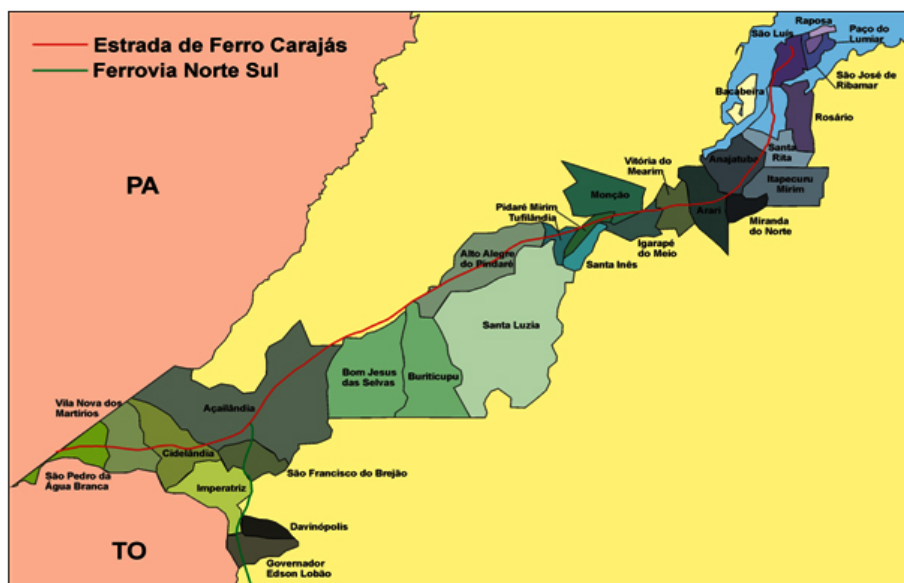 Estrada de Ferro Carajás
Ferrovia Norte Sul
PA
TO
Raposa
São Luís
Paço do
Lumiar
São José de
Ribamar
Bacabeira
Rosário
Santa
Rita
Anajatuba
Itapecuru
Mirim
Vitória do
Mearim
Monção
Arari
Miranda
do Norte
Pidaré Mirim
Tufilândia
Igarapé
do Meio
Santa Inês
Alto Alegre
do Pindaré
Santa Luzia
Bom Jesus
das Selvas
Buriticupu
Açailândia
Vila Nova dos
Martírios
Cidelândia
São Francisco do Brejão
São Pedro da
Água Branca
Imperatriz
Davinópolis
Governador
Edson Lobão